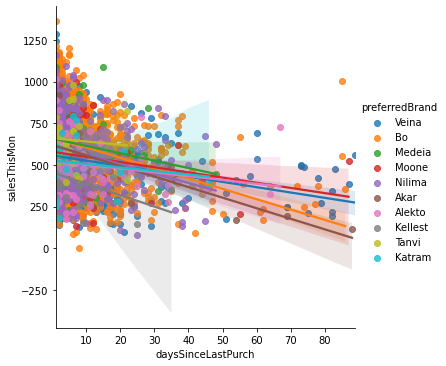 1250
1000
750
500
250
0
−250
salesThisMon
10 20 30 40 50 60 70 80
daysSinceLastPurch
preferredBrand
Veina
Bo
Medeia
Moone
Nilima
Akar
Alekto
Kellest
Tanvi
Katram